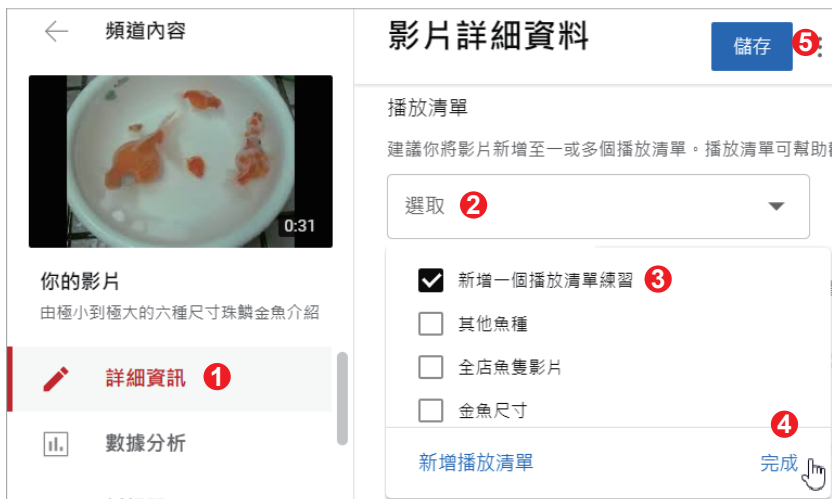 頻道內容
0:31
你的影片
由極小到極大的六種尺寸珠鱗金魚介紹
詳細資訊 1
數據分析
影片詳細資料
儲存 5
播放清單
建議你將影片新增至一或多個播放清單。播放清單可幫助
選取 2
新增一個播放清單練習 3
其他魚種
全店魚隻影片
金魚尺寸
4
新增播放清單
完成